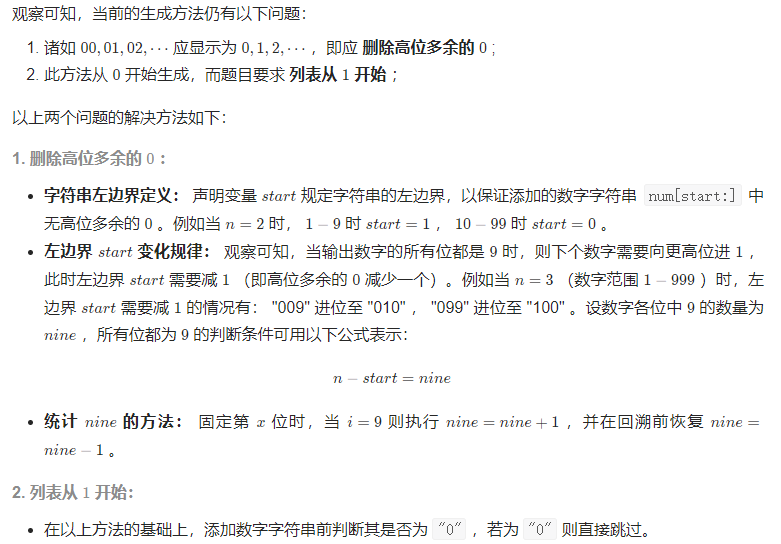 观察可知，当前的生成方法仍有以下问题：
1. 诸如 00, 01, 02, ⋯ 应显示为 0, 1, 2, ⋯ ，即应 删除高位多余的 0 ；
2. 此方法从 0 开始生成，而题目要求 列表从 1 开始 ；
以上两个问题的解决方法如下：
1. 删除高位多余的 0 ：
• 字符串左边界定义： 声明变量 start 规定字符串的左边界，以保证添加的数字字符串 num[start:] 中
无高位多余的 0 。例如当 n = 2 时， 1 − 9 时 start = 1 ， 10 − 99 时 start = 0 。
• 左边界 start 变化规律： 观察可知，当输出数字的所有位都是 9 时，则下个数字需要向更高位进 1 ，
此时左边界 start 需要减 1 （即高位多余的 0 减少一个）。例如当 n = 3 （数字范围 1 − 999 ）时，左
边界 start 需要减 1 的情况有： "009" 进位至 "010" ， "099" 进位至 "100" 。设数字各位中 9 的数量为
nine ，所有位都为 9 的判断条件可用以下公式表示：
n − start = nine
• 统计 nine 的方法： 固定第 x 位时，当 i = 9 则执行 nine = nine + 1 ，并在回溯前恢复 nine =
nine − 1 。
2. 列表从 1 开始：
• 在以上方法的基础上，添加数字字符串前判断其是否为 "0" ，若为 "0" 则直接跳过。